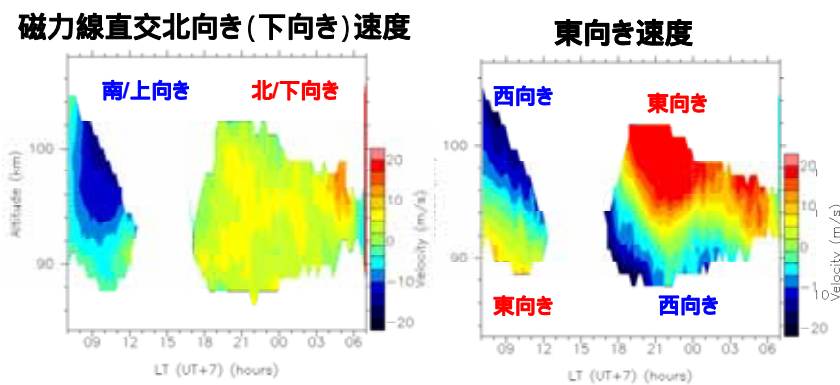 磁力線直交北向き(下向き)速度
南/上向き
北/下向き
100
90
Altitude (km)
09 12 15 18 21 00 03 06
LT (UT+7) (hours)
20
10
0
-10
-20
Velocity (m/s)
東向き速度
西向き
東向き
100
90
東向き
西向き
09 12 15 18 21 00 03 06
LT (UT+7) (hours)
20
10
0
-10
-20
Velocity (m/s)